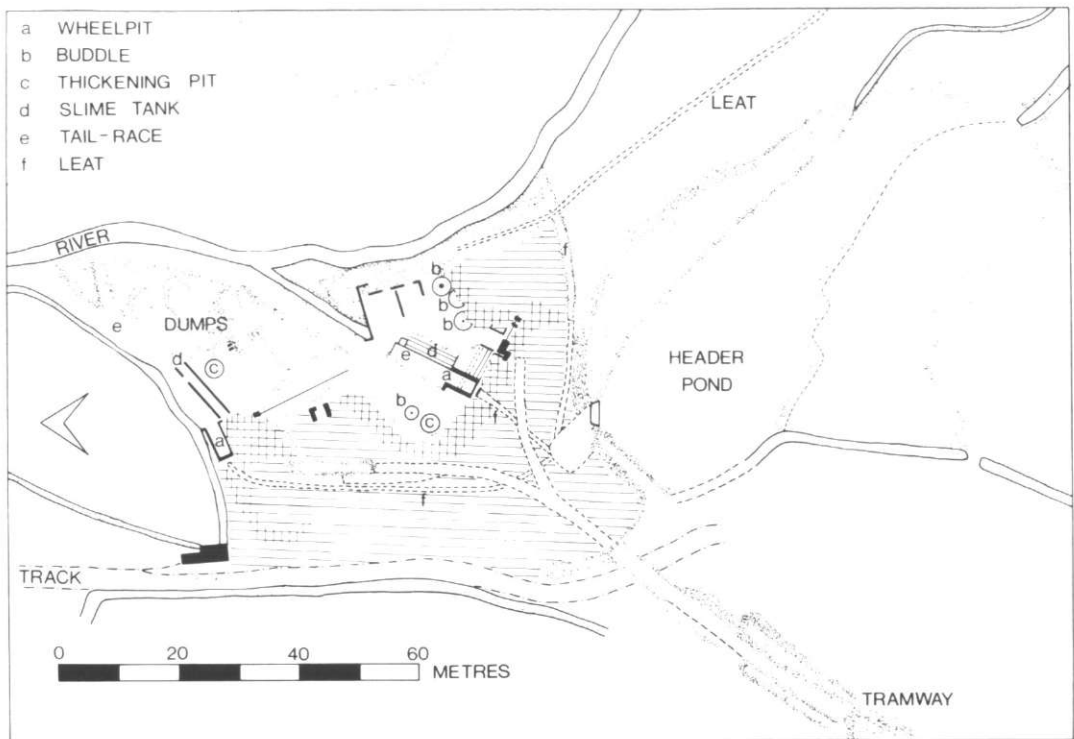 a WHEELPIT
b BUDDLE
c THICKENING PIT
d SLIME TANK
e TAIL-RACE
f LEAT
LEAT
RIVER
f
b
b
b
e
DUMPS
d
c
e
d
a
HEADER
POND
b
c
f
a
f
TRACK
0 20 40 60
METRES
TRAMWAY